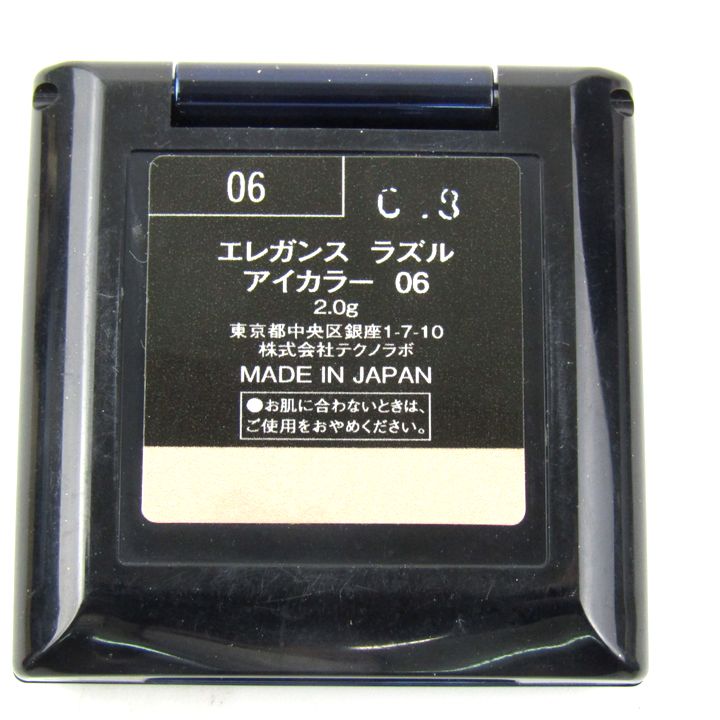 06
C .3
エレガンス ラズル
アイカラー 06
2.0g
東京都中央区銀座1-7-10
株式会社テクノラボ
MADE IN JAPAN
●お肌に合わないときは、
ご使用をおやめください。